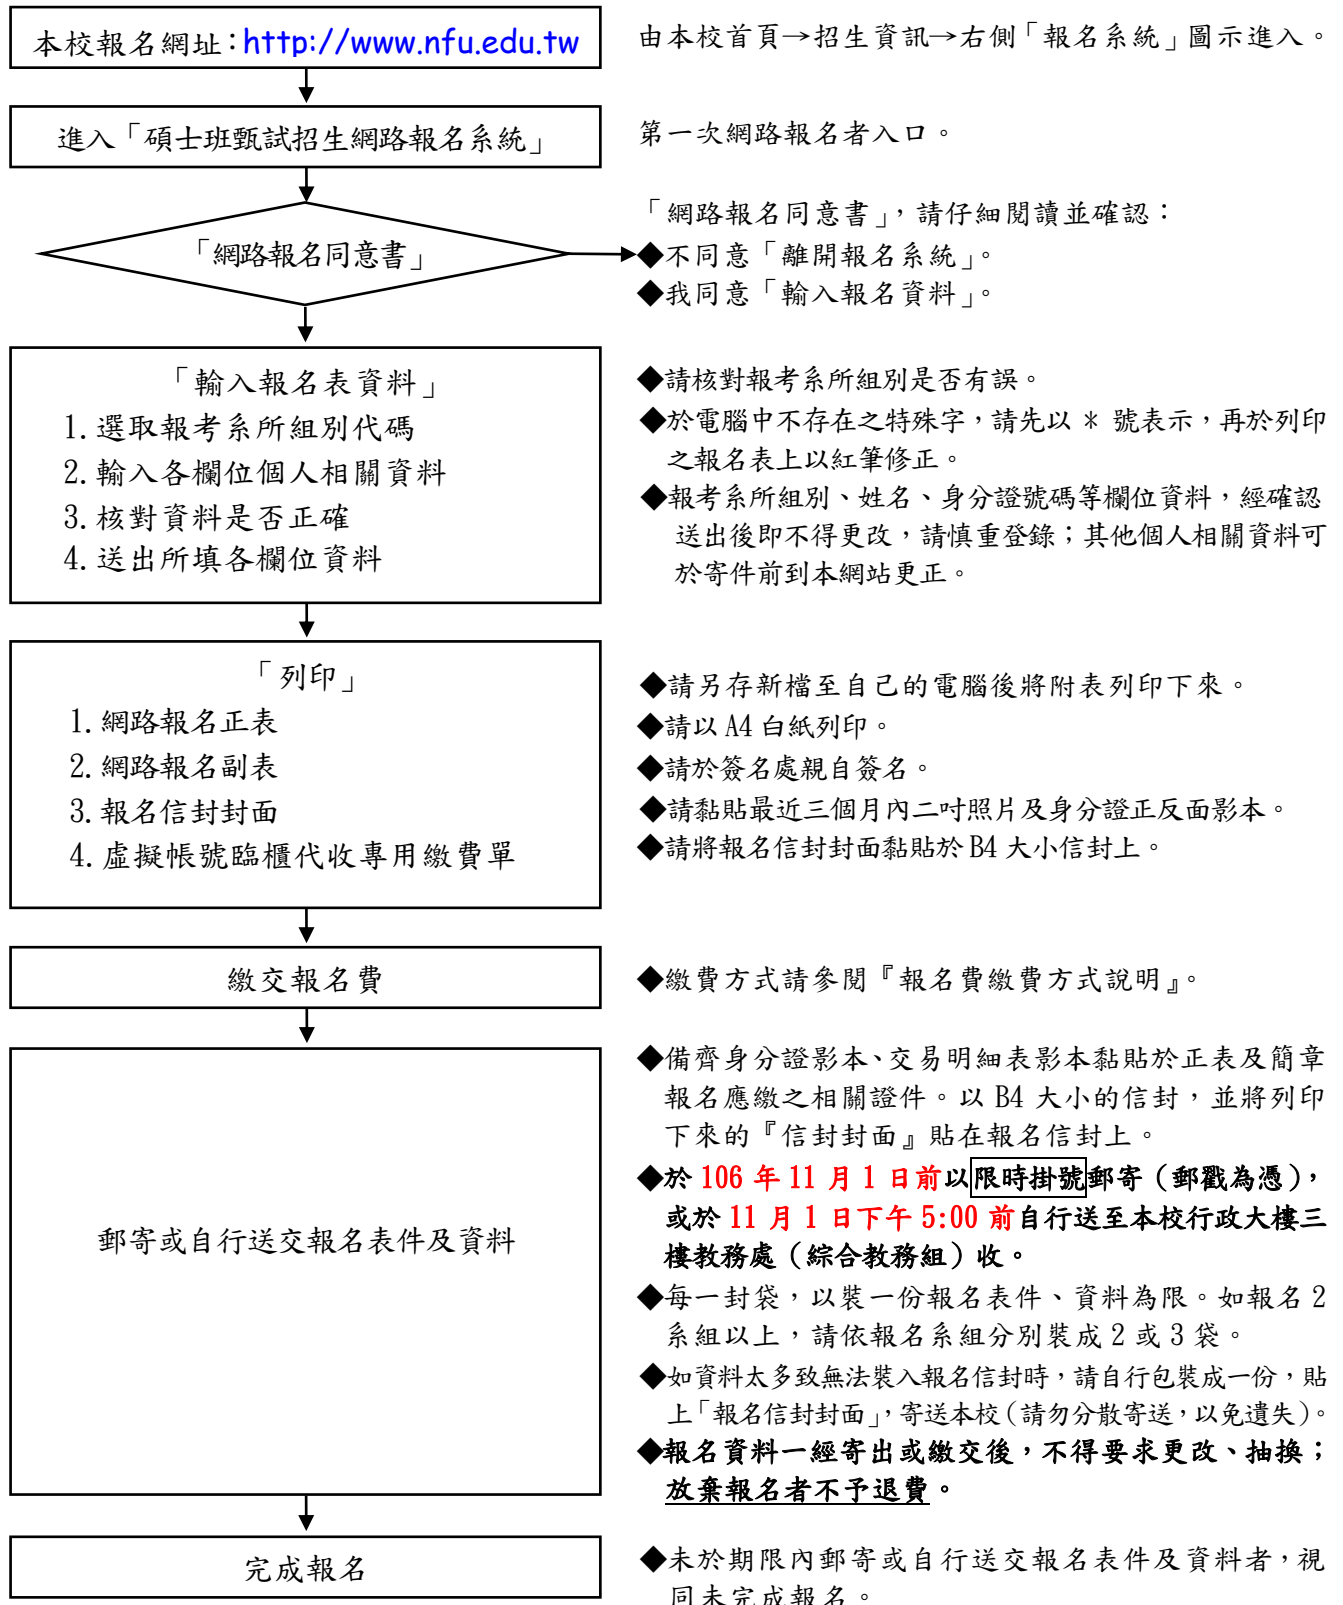 本校報名網址：http://www.nfu.edu.tw
由本校首頁→招生資訊→右側「報名系統」圖示進入。
進入「碩士班甄試招生網路報名系統」
第一次網路報名者入口。
「網路報名同意書」
「網路報名同意書」，請仔細閱讀並確認：
◆不同意「離開報名系統」。
◆我同意「輸入報名資料」。
「輸入報名表資料」
1.選取報考系所組別代碼
2.輸入各欄位個人相關資料
3.核對資料是否正確
4.送出所填各欄位資料
◆請核對報考系所組別是否有誤。
◆於電腦中不存在之特殊字，請先以 * 號表示，再於列印
之報名表上以紅筆修正。
◆報考系所組別、姓名、身分證號碼等欄位資料，經確認
送出後即不得更改，請慎重登錄；其他個人相關資料可
於寄件前到本網站更正。
「列印」
1.網路報名正表
2.網路報名副表
3.報名信封封面
4.虛擬帳號臨櫃代收專用繳費單
◆請另存新檔至自己的電腦後將附表列印下來。
◆請以 A4 白紙列印。
◆請於簽名處親自簽名。
◆請黏貼最近三個月內二吋照片及身分證正反面影本。
◆請將報名信封封面黏貼於 B4 大小信封上。
繳交報名費
◆繳費方式請參閱『報名費繳費方式說明』。
郵寄或自行送交報名表件及資料
◆備齊身分證影本、交易明細表影本黏貼於正表及簡章
報名應繳之相關證件。以 B4 大小的信封，並將列印
下來的『信封封面』貼在報名信封上。
◆於 106 年 11 月 1 日前以限時掛號郵寄（郵戳為憑），
或於 11 月 1 日下午 5:00 前自行送至本校行政大樓三
樓教務處（綜合教務組）收。
◆每一封袋，以裝一份報名表件、資料為限。如報名 2
系組以上，請依報名系組分別裝成 2 或 3 袋。
◆如資料太多致無法裝入報名信封時，請自行包裝成一份，貼
上「報名信封封面」，寄送本校（請勿分散寄送，以免遺失）。
◆報名資料一經寄出或繳交後，不得要求更改、抽換；
放棄報名者不予退費。
完成報名
◆未於期限內郵寄或自行送交報名表件及資料者，視
同未完成報名。